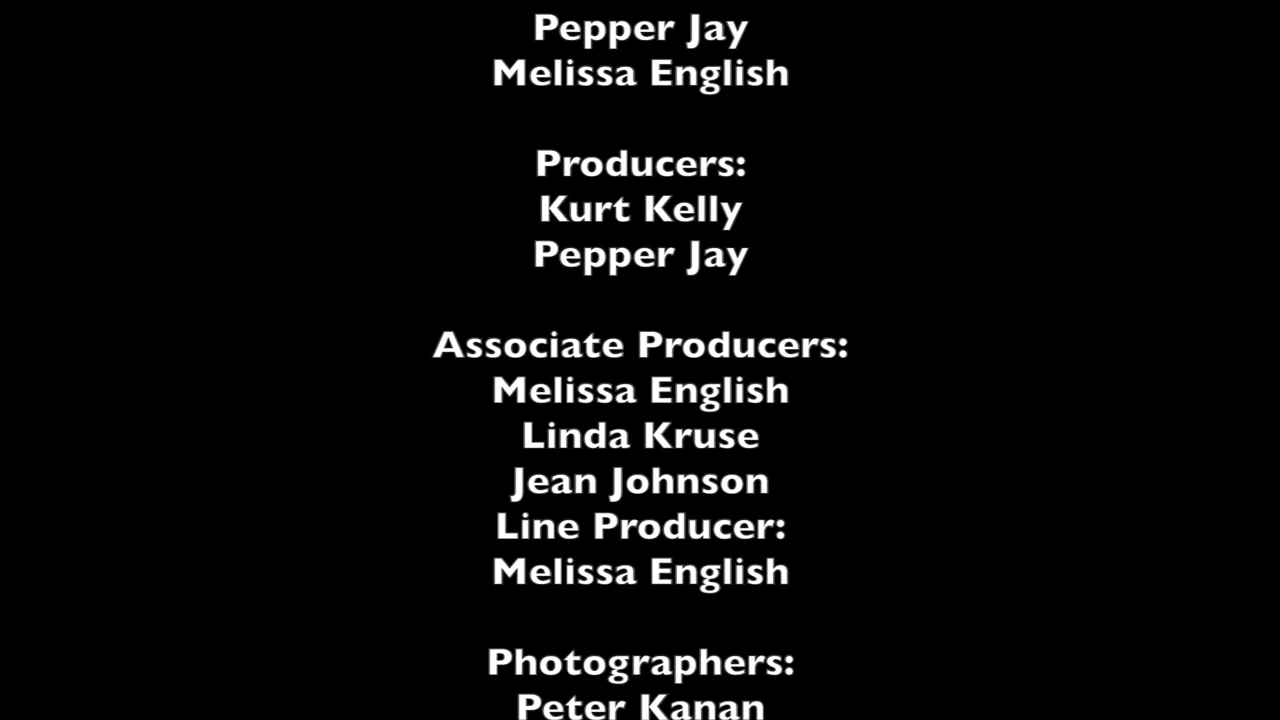 Pepper Jay
Melissa English
Producers:
Kurt Kelly
Pepper Jay
Associate Producers:
Melissa English
Linda Kruse
Jean Johnson
Line Producer:
Melissa English
Photographers:
Peter Kanan